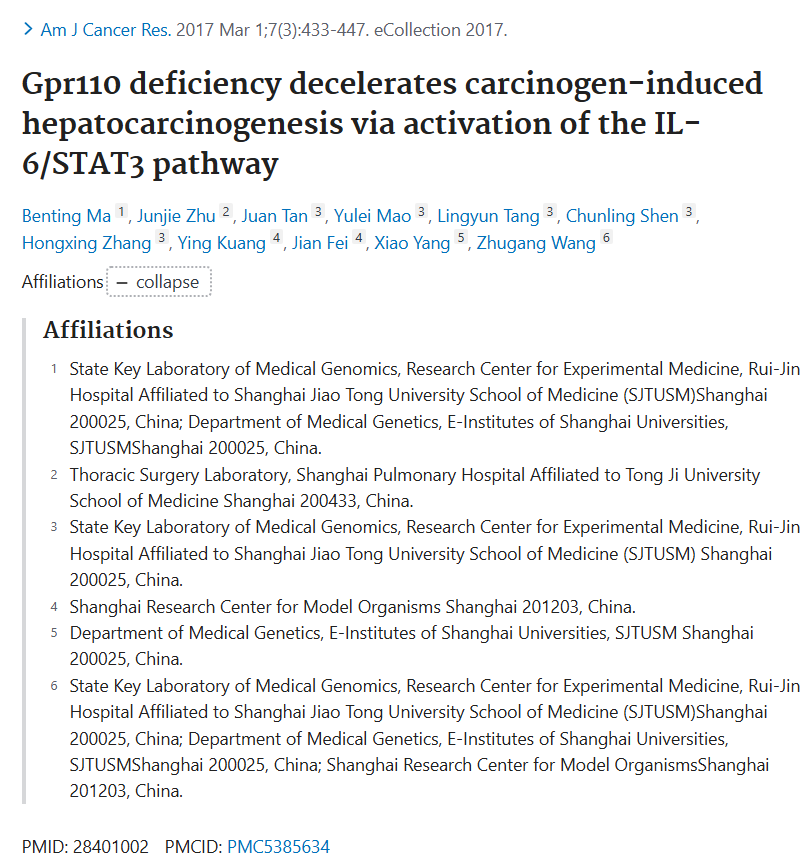 Am J Cancer Res. 2017 Mar 1;7(3):433-447. eCollection 2017.
Gpr110 deficiency decelerates carcinogen-induced
hepatocarcinogenesis via activation of the IL-
6/STAT3 pathway
Benting Ma 1, Junjie Zhu 2, Juan Tan 3, Yulei Mao 3, Lingyun Tang 3, Chunling Shen 3,
Hongxing Zhang 3, Ying Kuang 4, Jian Fei 4, Xiao Yang 5, Zhugang Wang 6
Affiliations — collapse
Affiliations
1 State Key Laboratory of Medical Genomics, Research Center for Experimental Medicine, Rui-Jin
Hospital Affiliated to Shanghai Jiao Tong University School of Medicine (SJTUSM)Shanghai
200025, China; Department of Medical Genetics, E-Institutes of Shanghai Universities,
SJTUSMShanghai 200025, China.
2 Thoracic Surgery Laboratory, Shanghai Pulmonary Hospital Affiliated to Tong Ji University
School of Medicine Shanghai 200433, China.
3 State Key Laboratory of Medical Genomics, Research Center for Experimental Medicine, Rui-Jin
Hospital Affiliated to Shanghai Jiao Tong University School of Medicine (SJTUSM) Shanghai
200025, China.
4 Shanghai Research Center for Model Organisms Shanghai 201203, China.
5 Department of Medical Genetics, E-Institutes of Shanghai Universities, SJTUSM Shanghai
200025, China.
6 State Key Laboratory of Medical Genomics, Research Center for Experimental Medicine, Rui-Jin
Hospital Affiliated to Shanghai Jiao Tong University School of Medicine (SJTUSM)Shanghai
200025, China; Department of Medical Genetics, E-Institutes of Shanghai Universities,
SJTUSMShanghai 200025, China; Shanghai Research Center for Model OrganismsShanghai
201203, China.
PMID: 28401002 PMCID: PMC5385634